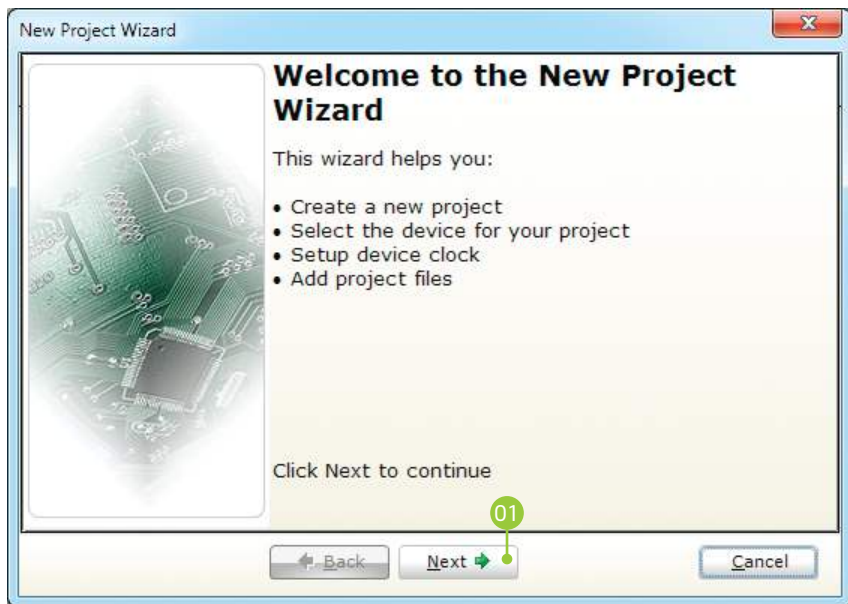 New Project Wizard
Welcome to the New Project
Wizard
This wizard helps you:
• Create a new project
• Select the device for your project
• Setup device clock
• Add project files
Click Next to continue
01
Back
Next
Cancel